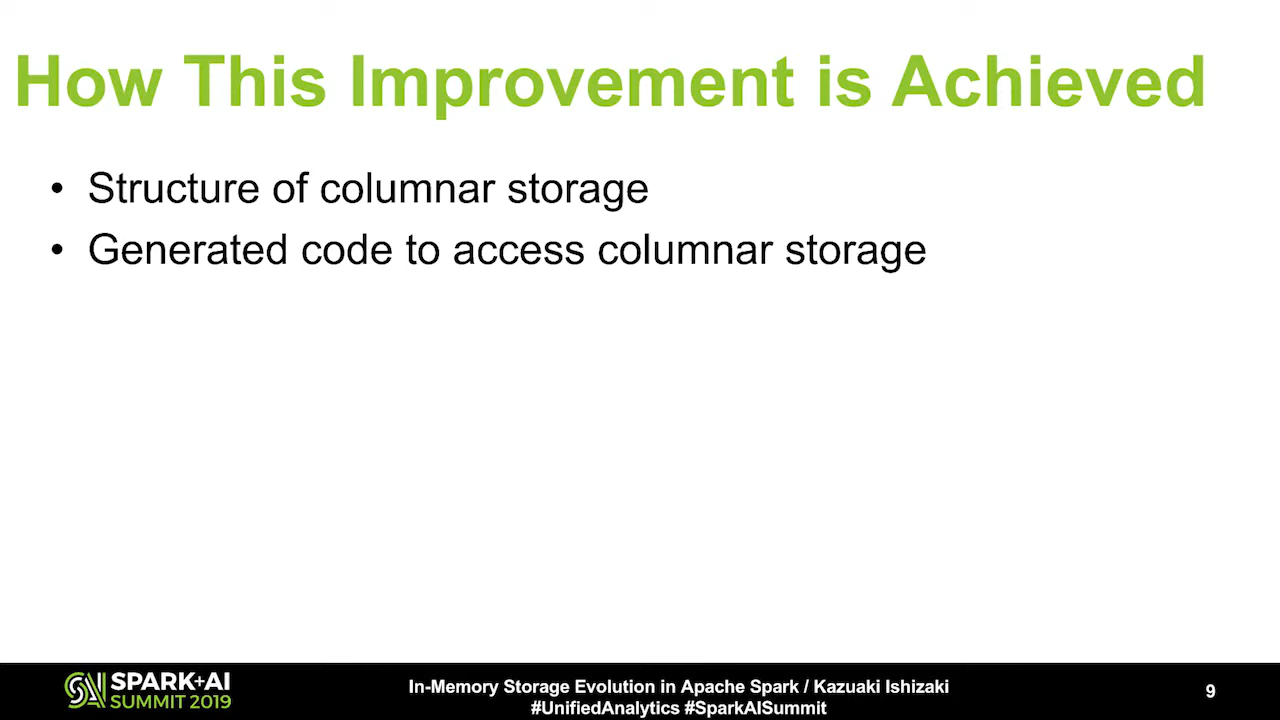 How This Improvement is Achieved
• Structure of columnar storage
• Generated code to access columnar storage
SPARK+AI
SUMMIT 2019
In-Memory Storage Evolution in Apache Spark / Kazuaki Ishizaki
#UnifiedAnalytics #SparkAISummit
9